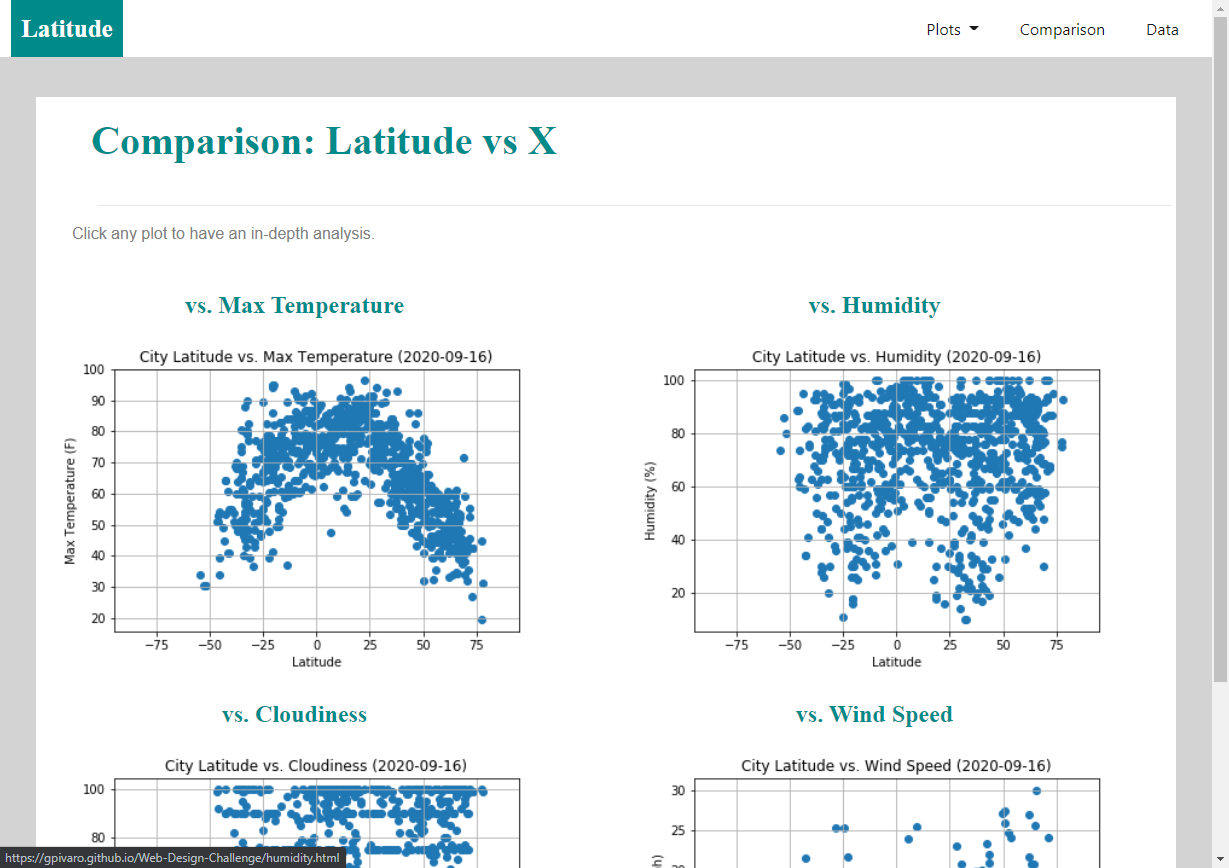 Latitude
Plots Comparison Data
Comparison: Latitude vs X
Click any plot to have an in-depth analysis.
vs. Max Temperature
City Latitude vs. Max Temperature (2020-09-16)
100
90
80
70
60
50
40
30
20
Max Temperature (F)
−75 −50 −25 0 25 50 75
Latitude
vs. Humidity
City Latitude vs. Humidity (2020-09-16)
100
80
60
40
20
Humidity (%)
−75 −50 −25 0 25 50 75
Latitude
vs. Cloudiness
City Latitude vs. Cloudiness (2020-09-16)
100
80
vs. Wind Speed
City Latitude vs. Wind Speed (2020-09-16)
30
25
https://gpivaro.github.io/Web-Design-Challenge/humidity.html